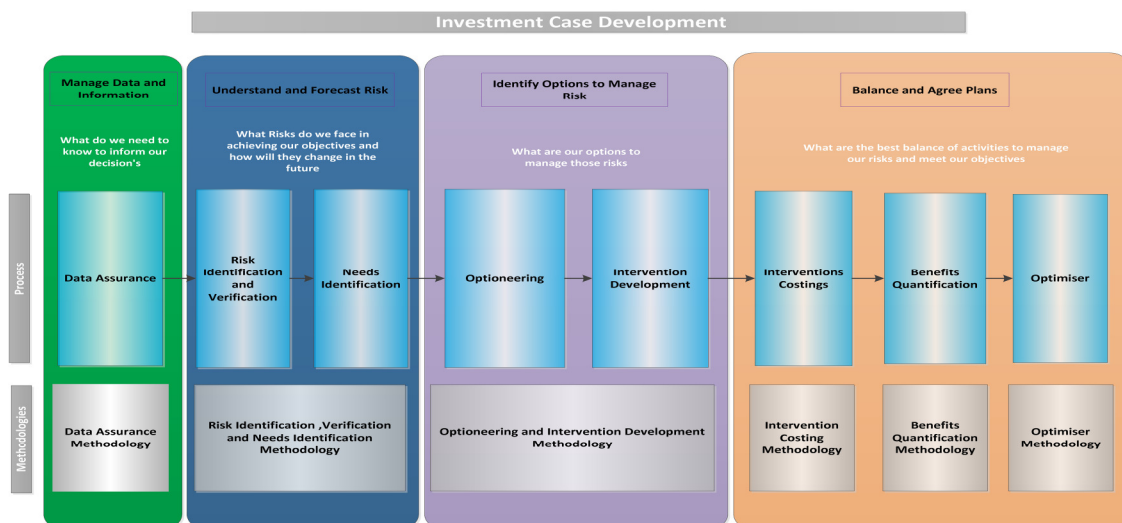 Investment Case Development
Manage Data and
Information
What do we need to
know to inform our
decision's
Understand and Forecast Risk
What Risks do we face in
achieving our objectives and
how will they change in the
future
Identify Options to Manage
Risk
What are our options to
manage those risks
Balance and Agree Plans
What are the best balance of activities to manage
our risks and meet our objectives
Process
Data Assurance
Risk
Identification
and
Verification
Needs
Identification
Optioneering
Intervention
Development
Interventions
Costings
Benefits
Quantification
Optimiser
Methodologies
Data Assurance
Methodology
Risk Identification ,Verification
and Needs Identification
Methodology
Optioneering and Intervention Development
Methodology
Intervention
Costing
Methodology
Benefits
Quantification
Methodology
Optimiser
Methodology